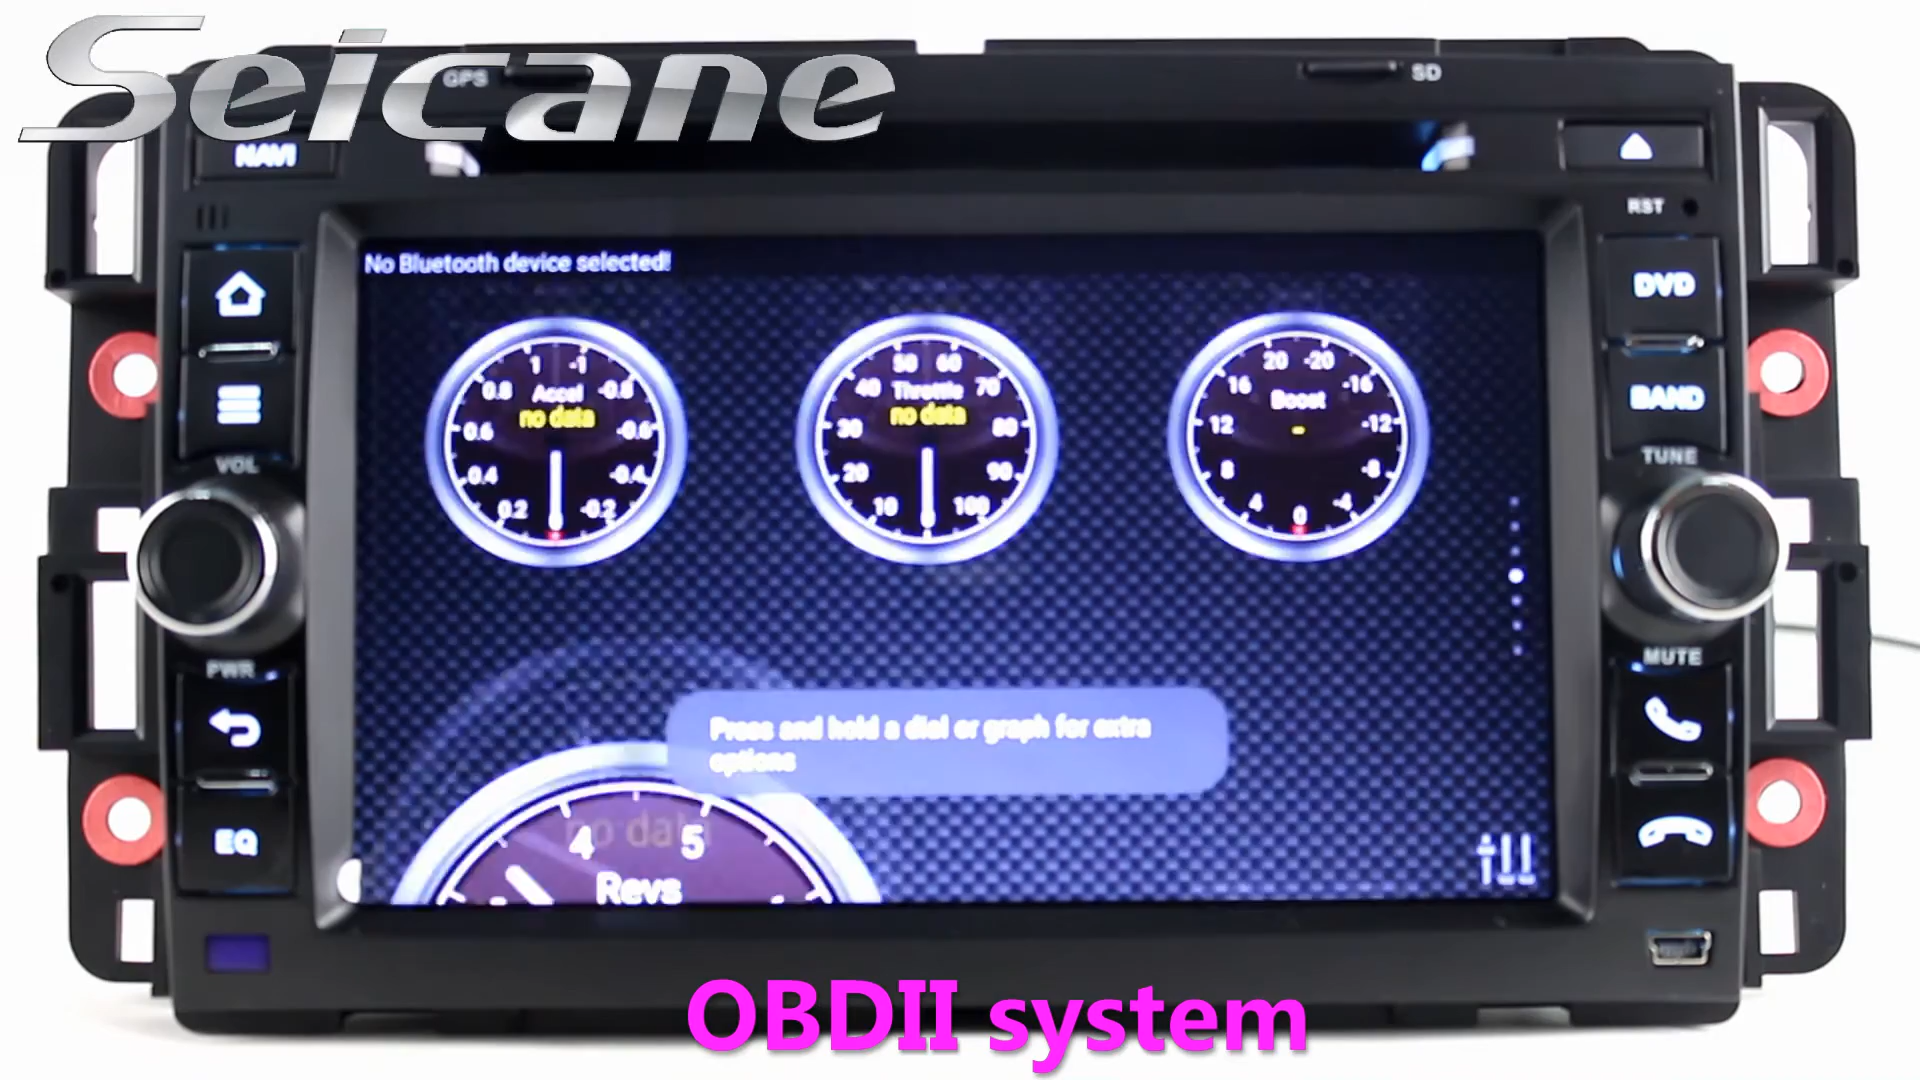 Seicane
GPS
SD
NAVI
RST
No Bluetooth device selected!
DVD
BAND
VOL
TUNE
1 -1
0.8 Accel -0.8
no data
0.6 -0.6
0.4 -0.4
0.2 0 -0.2
50 60
40 Throttle 70
no data
30 80
20 90
10 0 100
20 -20
16 -16
Boost
12 - -12
8 -8
4 0 -4
PWR
MUTE
Press and hold a dial or graph for extra
options
EQ
no data
4 5
Revs
OBDII system